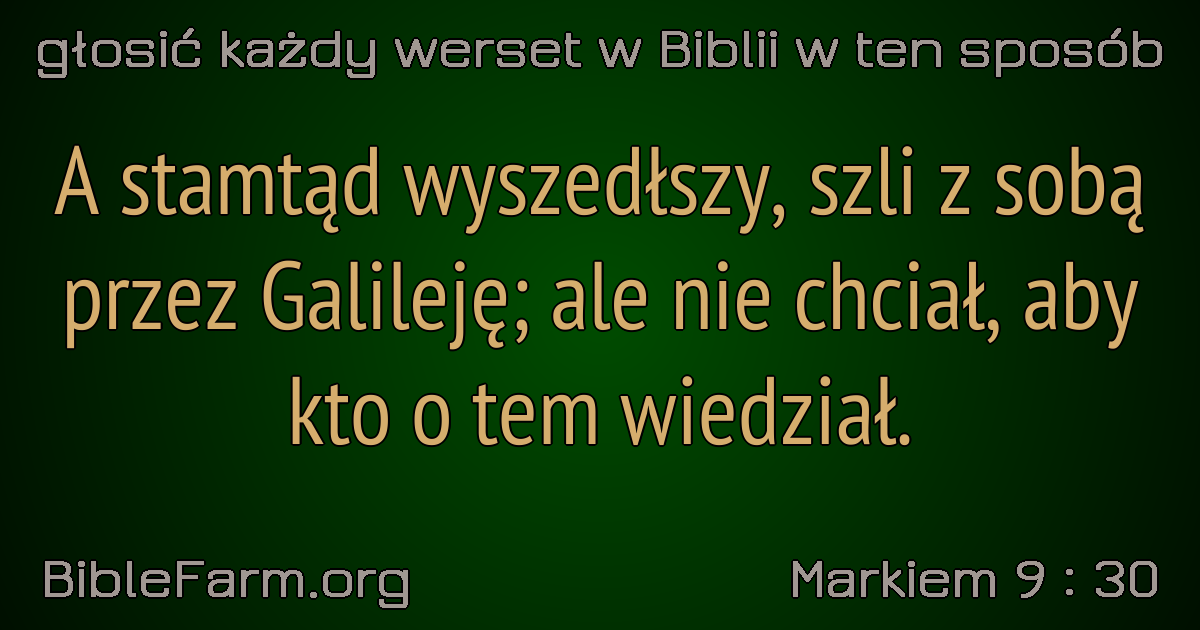 głosić każdy werset w Biblii w ten sposób
A stamtąd wyszedłszy, szli z sobą
przez Galileję; ale nie chciał, aby
kto o tem wiedział.
BibleFarm.org
Markiem 9 : 30